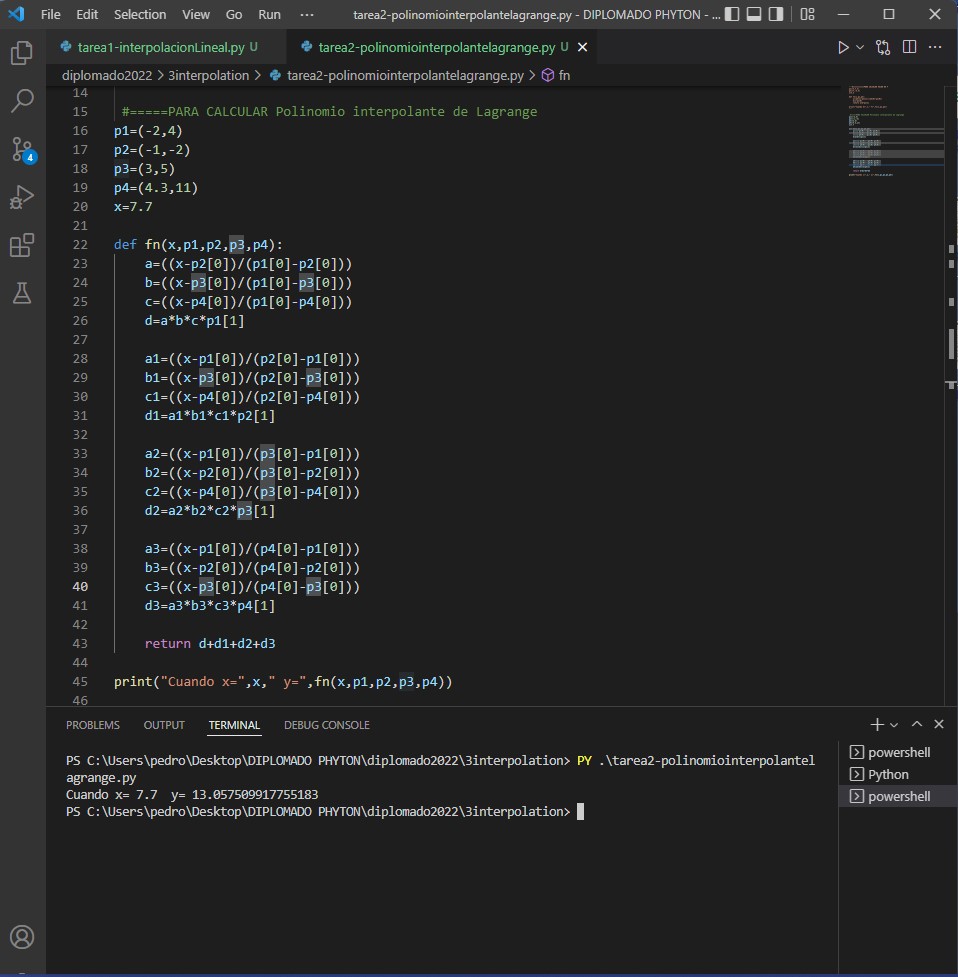 File Edit Selection View Go Run ··· tarea2-polinomiointerpolantelagrange.py - DIPLOMADO PHYTON - ...
tarea1-interpolacionLineal.py U tarea2-polinomiointerpolantelagrange.py U
diplomado2022 > 3interpolation > tarea2-polinomiointerpolantelagrange.py > fn
14
15 #=====PARA CALCULAR Polinomio interpolante de Lagrange
16 p1=(-2,4)
17 p2=(-1,-2)
18 p3=(3,5)
19 p4=(4.3,11)
20 x=7.7
21
22 def fn(x,p1,p2,p3,p4):
23 a=((x-p2[0])/(p1[0]-p2[0]))
24 b=((x-p3[0])/(p1[0]-p3[0]))
25 c=((x-p4[0])/(p1[0]-p4[0]))
26 d=a*b*c*p1[1]
27
28 a1=((x-p1[0])/(p2[0]-p1[0]))
29 b1=((x-p3[0])/(p2[0]-p3[0]))
30 c1=((x-p4[0])/(p2[0]-p4[0]))
31 d1=a1*b1*c1*p2[1]
32
33 a2=((x-p1[0])/(p3[0]-p1[0]))
34 b2=((x-p2[0])/(p3[0]-p2[0]))
35 c2=((x-p4[0])/(p3[0]-p4[0]))
36 d2=a2*b2*c2*p3[1]
37
38 a3=((x-p1[0])/(p4[0]-p1[0]))
39 b3=((x-p2[0])/(p4[0]-p2[0]))
40 c3=((x-p3[0])/(p4[0]-p3[0]))
41 d3=a3*b3*c3*p4[1]
42
43 return d+d1+d2+d3
44
45 print("Cuando x=",x," y=",fn(x,p1,p2,p3,p4))
46
4
PROBLEMS OUTPUT TERMINAL DEBUG CONSOLE
PS C:\Users\pedro\Desktop\DIPLOMADO PHYTON\diplomado2022\3interpolation> PY .\tarea2-polinomiointerpolantel
agrange.py
Cuando x= 7.7  y= 13.057509917755183
PS C:\Users\pedro\Desktop\DIPLOMADO PHYTON\diplomado2022\3interpolation>
powershell
Python
powershell